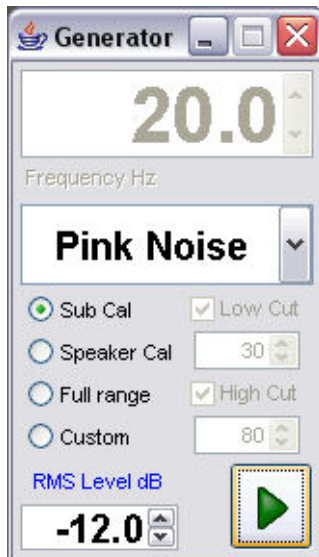 Generator
20.0
Frequency Hz
Pink Noise
Sub Cal Low Cut
Speaker Cal 30
Full range High Cut
Custom 80
RMS Level dB
-12.0